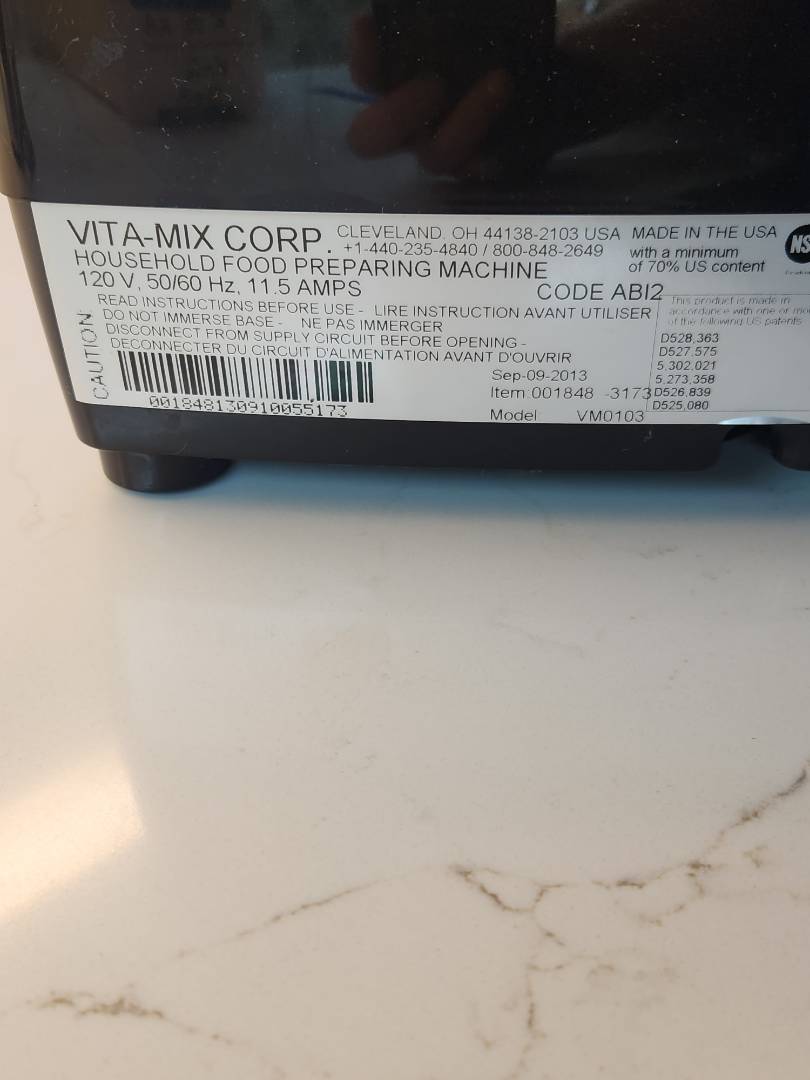 VITA-MIX CORP. CLEVELAND, OH 44138-2103 USA
+1-440-235-4840 / 800-848-2649
MADE IN THE USA
with a minimum
of 70% US content
NS
HOUSEHOLD FOOD PREPARING MACHINE
120 V, 50/60 Hz, 11.5 AMPS
CODE ABI2
CAUTION:
READ INSTRUCTIONS BEFORE USE - LIRE INSTRUCTION AVANT UTILISER
DO NOT IMMERSE BASE - NE PAS IMMERGER
DISCONNECT FROM SUPPLY CIRCUIT BEFORE OPENING -
DECONNECTER DU CIRCUIT D'ALIMENTATION AVANT D'OUVRIR
001848130910055173
Sep-09-2013
Item:001848 -3173
Model VM0103
This product is made in
accordance with one or mo
of the following US patents
D528,363
D527,575
5,302,021
5,273,358
D526,839
D525,080